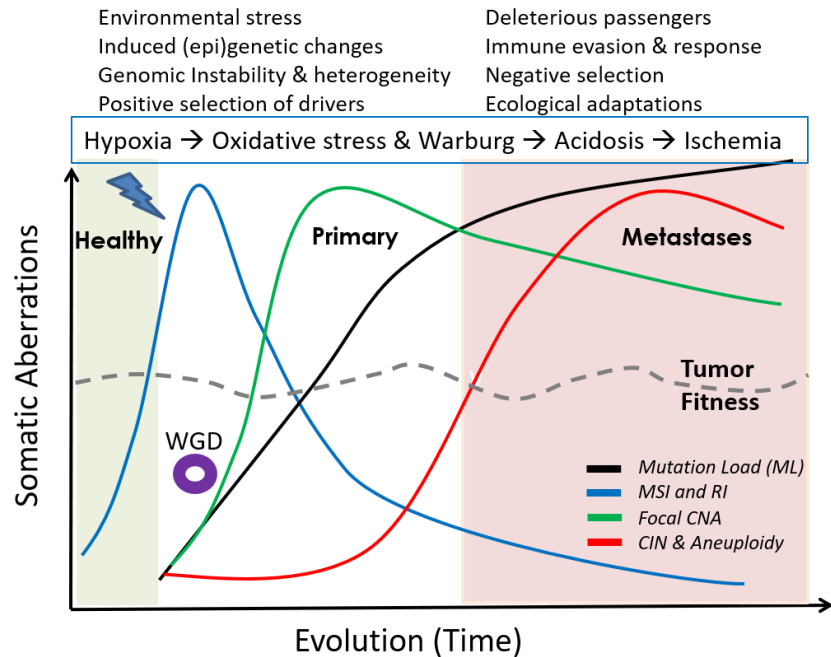 Environmental stress
Induced (epi)genetic changes
Genomic Instability & heterogeneity
Positive selection of drivers
Deleterious passengers
Immune evasion & response
Negative selection
Ecological adaptations
Hypoxia → Oxidative stress & Warburg → Acidosis → Ischemia
Healthy
Primary
Metastases
Tumor
Fitness
WGD
Mutation Load (ML)
MSI and RI
Focal CNA
CIN & Aneuploidy
Somatic Aberrations
Evolution (Time)